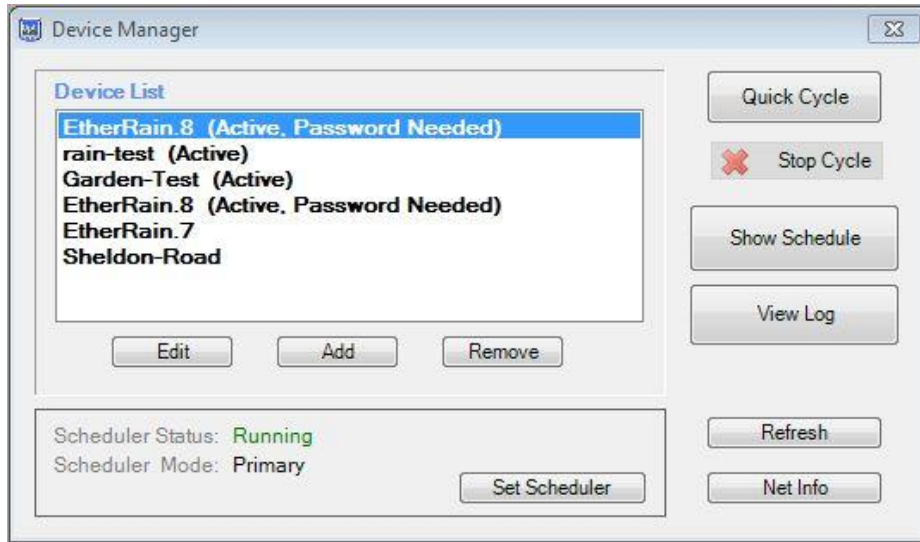 Device Manager
Device List
EtherRain.8 (Active, Password Needed)
rain-test (Active)
Garden-Test (Active)
EtherRain.8 (Active, Password Needed)
EtherRain.7
Sheldon-Road
Edit
Add
Remove
Scheduler Status: Running
Scheduler Mode: Primary
Set Scheduler
Quick Cycle
Stop Cycle
Show Schedule
View Log
Refresh
Net Info